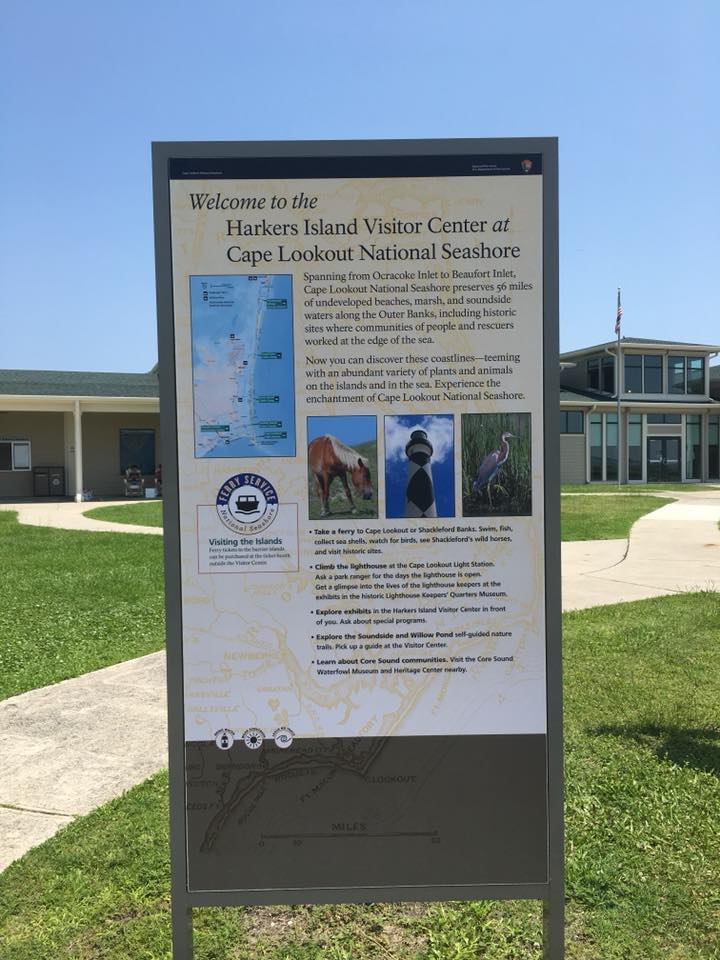 Cape Lookout National Seashore
National Park Service
U.S. Department of the Interior
Welcome to the
Harkers Island Visitor Center at
Cape Lookout National Seashore
Spanning from Ocracoke Inlet to Beaufort Inlet,
Cape Lookout National Seashore preserves 56 miles
of undeveloped beaches, marsh, and soundside
waters along the Outer Banks, including historic
sites where communities of people and rescuers
worked at the edge of the sea.
Now you can discover these coastlines—teeming
with an abundant variety of plants and animals
on the islands and in the sea. Experience the
enchantment of Cape Lookout National Seashore.
FERRY SERVICE
National Seashore
Visiting the Islands
Ferry tickets to the barrier islands
can be purchased at the ticket booth
outside the Visitor Center.
• Take a ferry to Cape Lookout or Shackleford Banks. Swim, fish,
collect sea shells, watch for birds, see Shackleford's wild horses,
and visit historic sites.
• Climb the lighthouse at the Cape Lookout Light Station.
Ask a park ranger for the days the lighthouse is open.
Get a glimpse into the lives of the lighthouse keepers at the
exhibits in the historic Lighthouse Keepers' Quarters Museum.
• Explore exhibits in the Harkers Island Visitor Center in front
of you. Ask about special programs.
• Explore the Soundside and Willow Pond self-guided nature
trails. Pick up a guide at the Visitor Center.
• Learn about Core Sound communities. Visit the Core Sound
Waterfowl Museum and Heritage Center nearby.
LOOKOUT
MILES